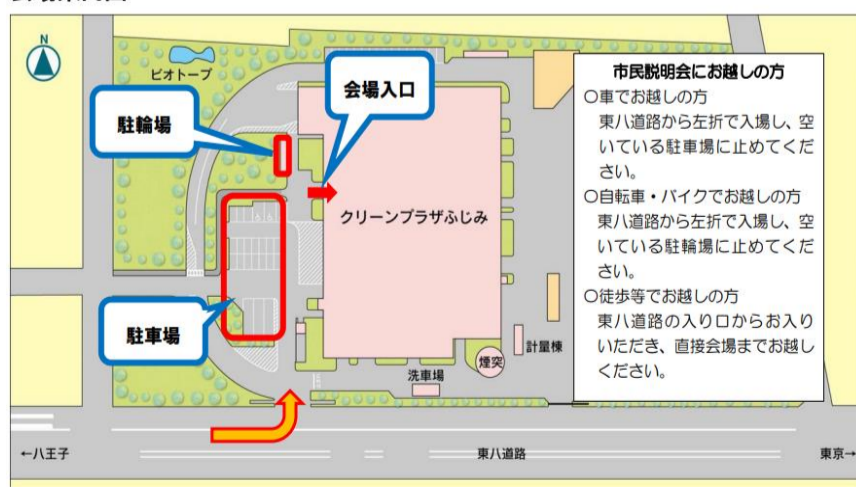 N
ビオトープ
会場入口
駐輪場
クリーンプラザふじみ
駐車場
計量棟
煙突
洗車場
←八王子
東八道路
東京→
市民説明会にお越しの方
○車でお越しの方
東八道路から左折で入場し、空
いている駐車場に止めてくだ
さい。
○自転車・バイクでお越しの方
東八道路から左折で入場し、空
いている駐輪場に止めてくだ
さい。
○徒歩等でお越しの方
東八道路の入り口からお入り
いただき、直接会場までお越し
ください。